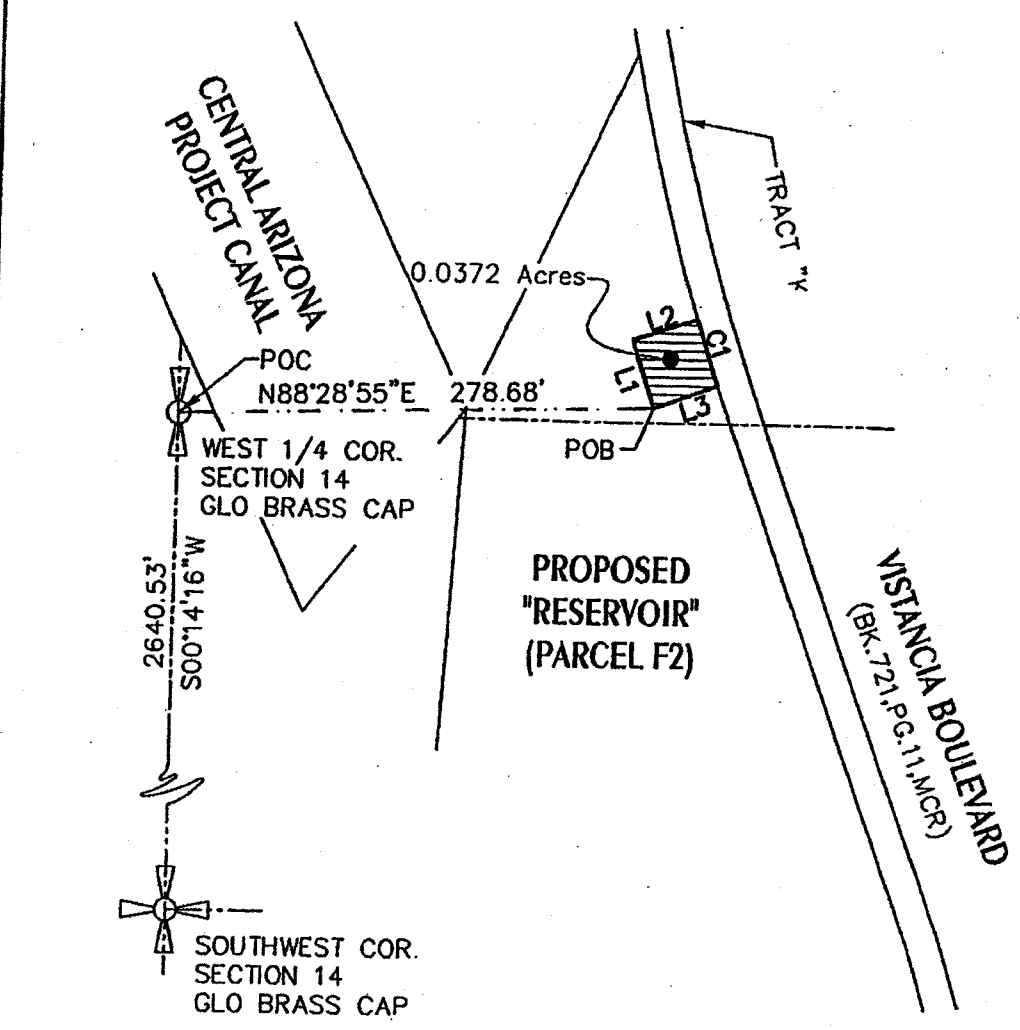 CENTRAL ARIZONA
PROJECT CANAL
TRACT "K
0.0372 Acres
L2
C1
L1
L3
POC
N88°28'55"E 278.68'
POB
WEST 1/4 COR.
SECTION 14
GLO BRASS CAP
2640.53'
S00°14'16"W
PROPOSED
"RESERVOIR"
(PARCEL F2)
VISTANCIA BOULEVARD
(BK.721,PG.11,MCR)
SOUTHWEST COR.
SECTION 14
GLO BRASS CAP